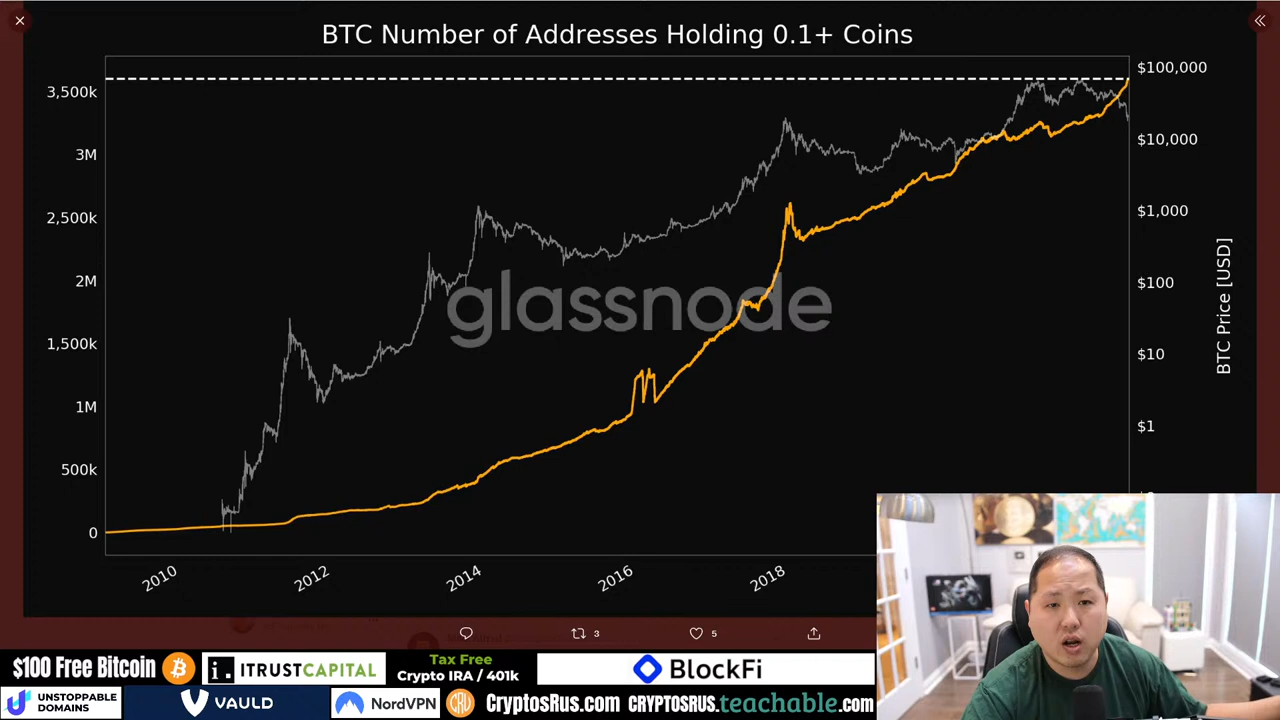 BTC Number of Addresses Holding 0.1+ Coins
3,500k
3M
2,500k
2M
1,500k
1M
500k
0
$100,000
$10,000
$1,000
$100
$10
$1
BTC Price [USD]
glassnode
2010
2012
2014
2016
2018
3
5
$100 Free Bitcoin
i. ITRUSTCAPITAL
Tax Free
Crypto IRA / 401k
BlockFi
UNSTOPPABLE
DOMAINS
VAULD
NordVPN
CRU
CryptosRus.com
CRYPTOSRUS.teachable.com